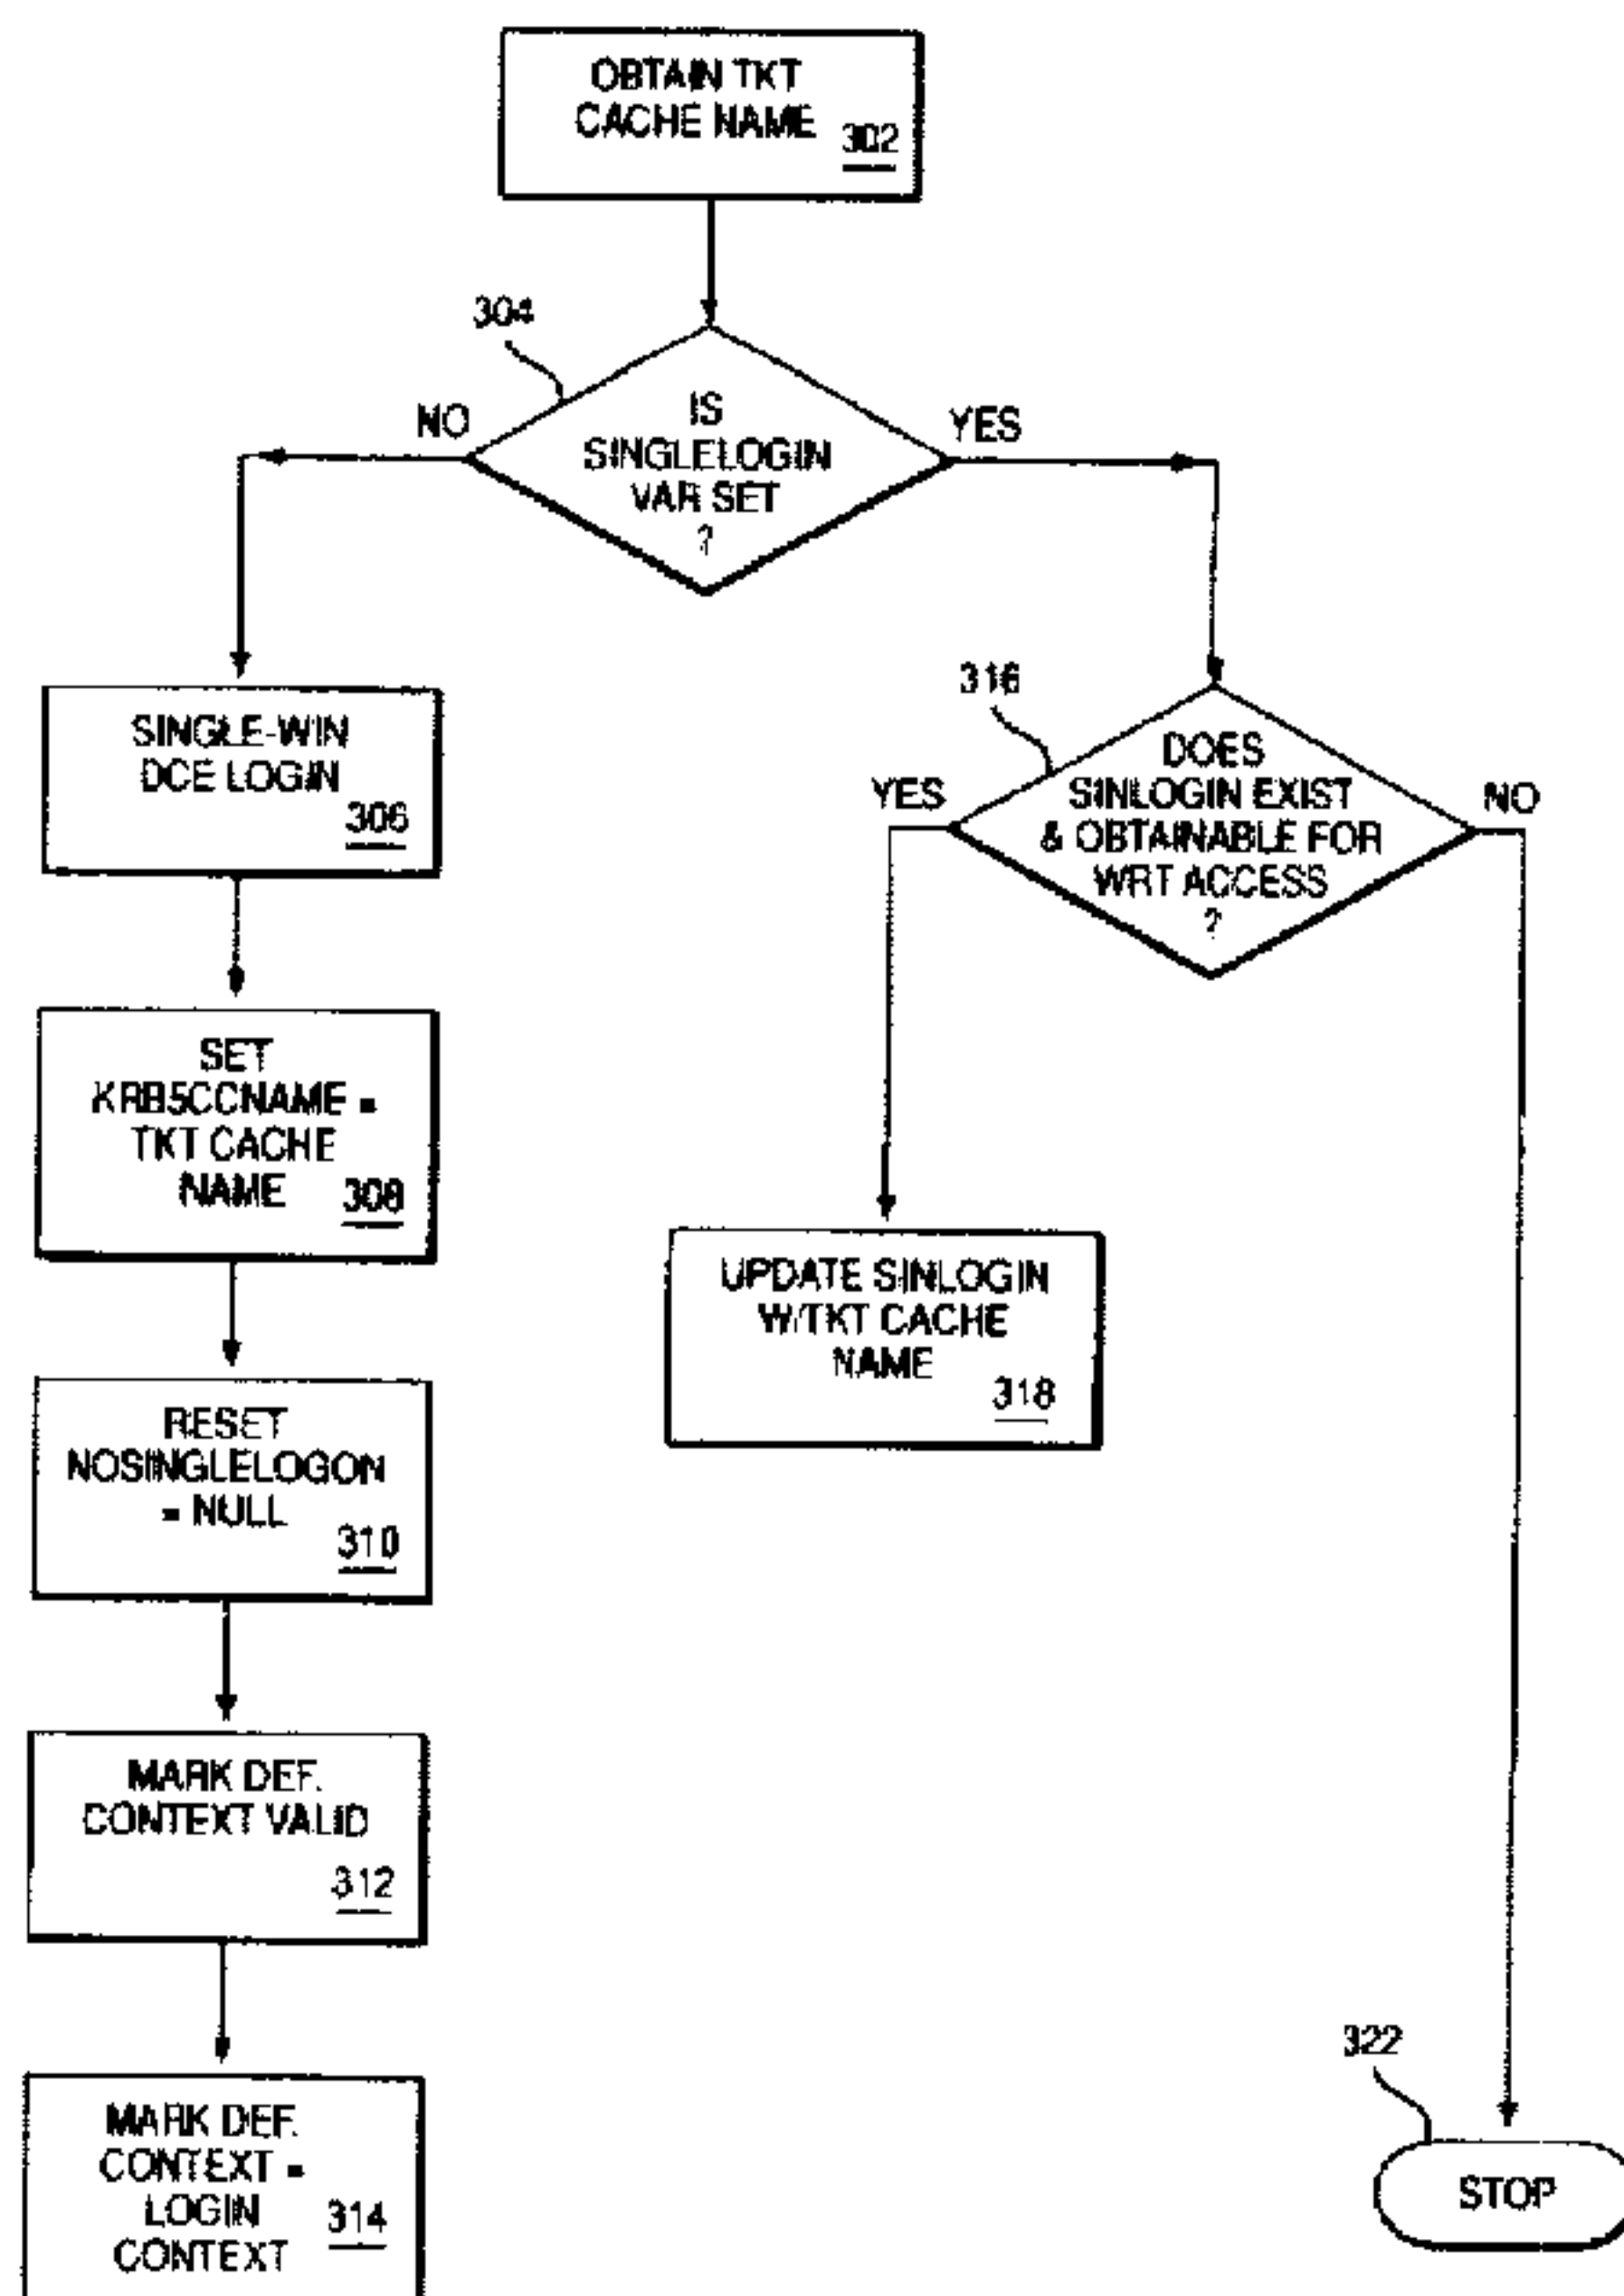 OBTAIN TKT
CACHE NAME
302
304
IS
SINGLELOGIN
VAR SET
?
NO
YES
SINGLE-WIN
DCE LOGIN
306
316
DOES
SINLOGIN EXIST
& OBTAINABLE FOR
WRT ACCESS
?
YES
NO
SET
KRB5CCNAME =
TKT CACHE
NAME
308
UPDATE SINLOGIN
W/TKT CACHE
NAME
318
RESET
NOSINGLELOGON
= NULL
310
MARK DEF.
CONTEXT VALID
312
MARK DEF.
CONTEXT =
LOGIN
CONTEXT
314
322
STOP